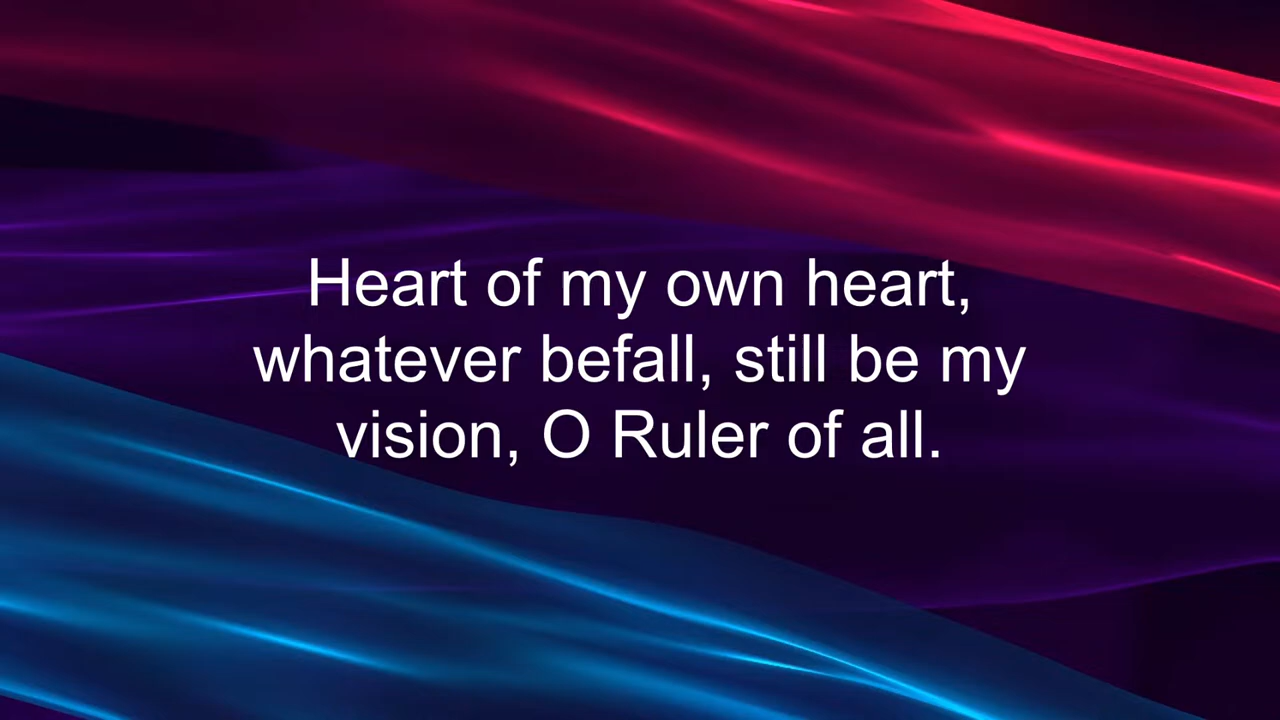 Heart of my own heart,
whatever befall, still be my
vision, O Ruler of all.